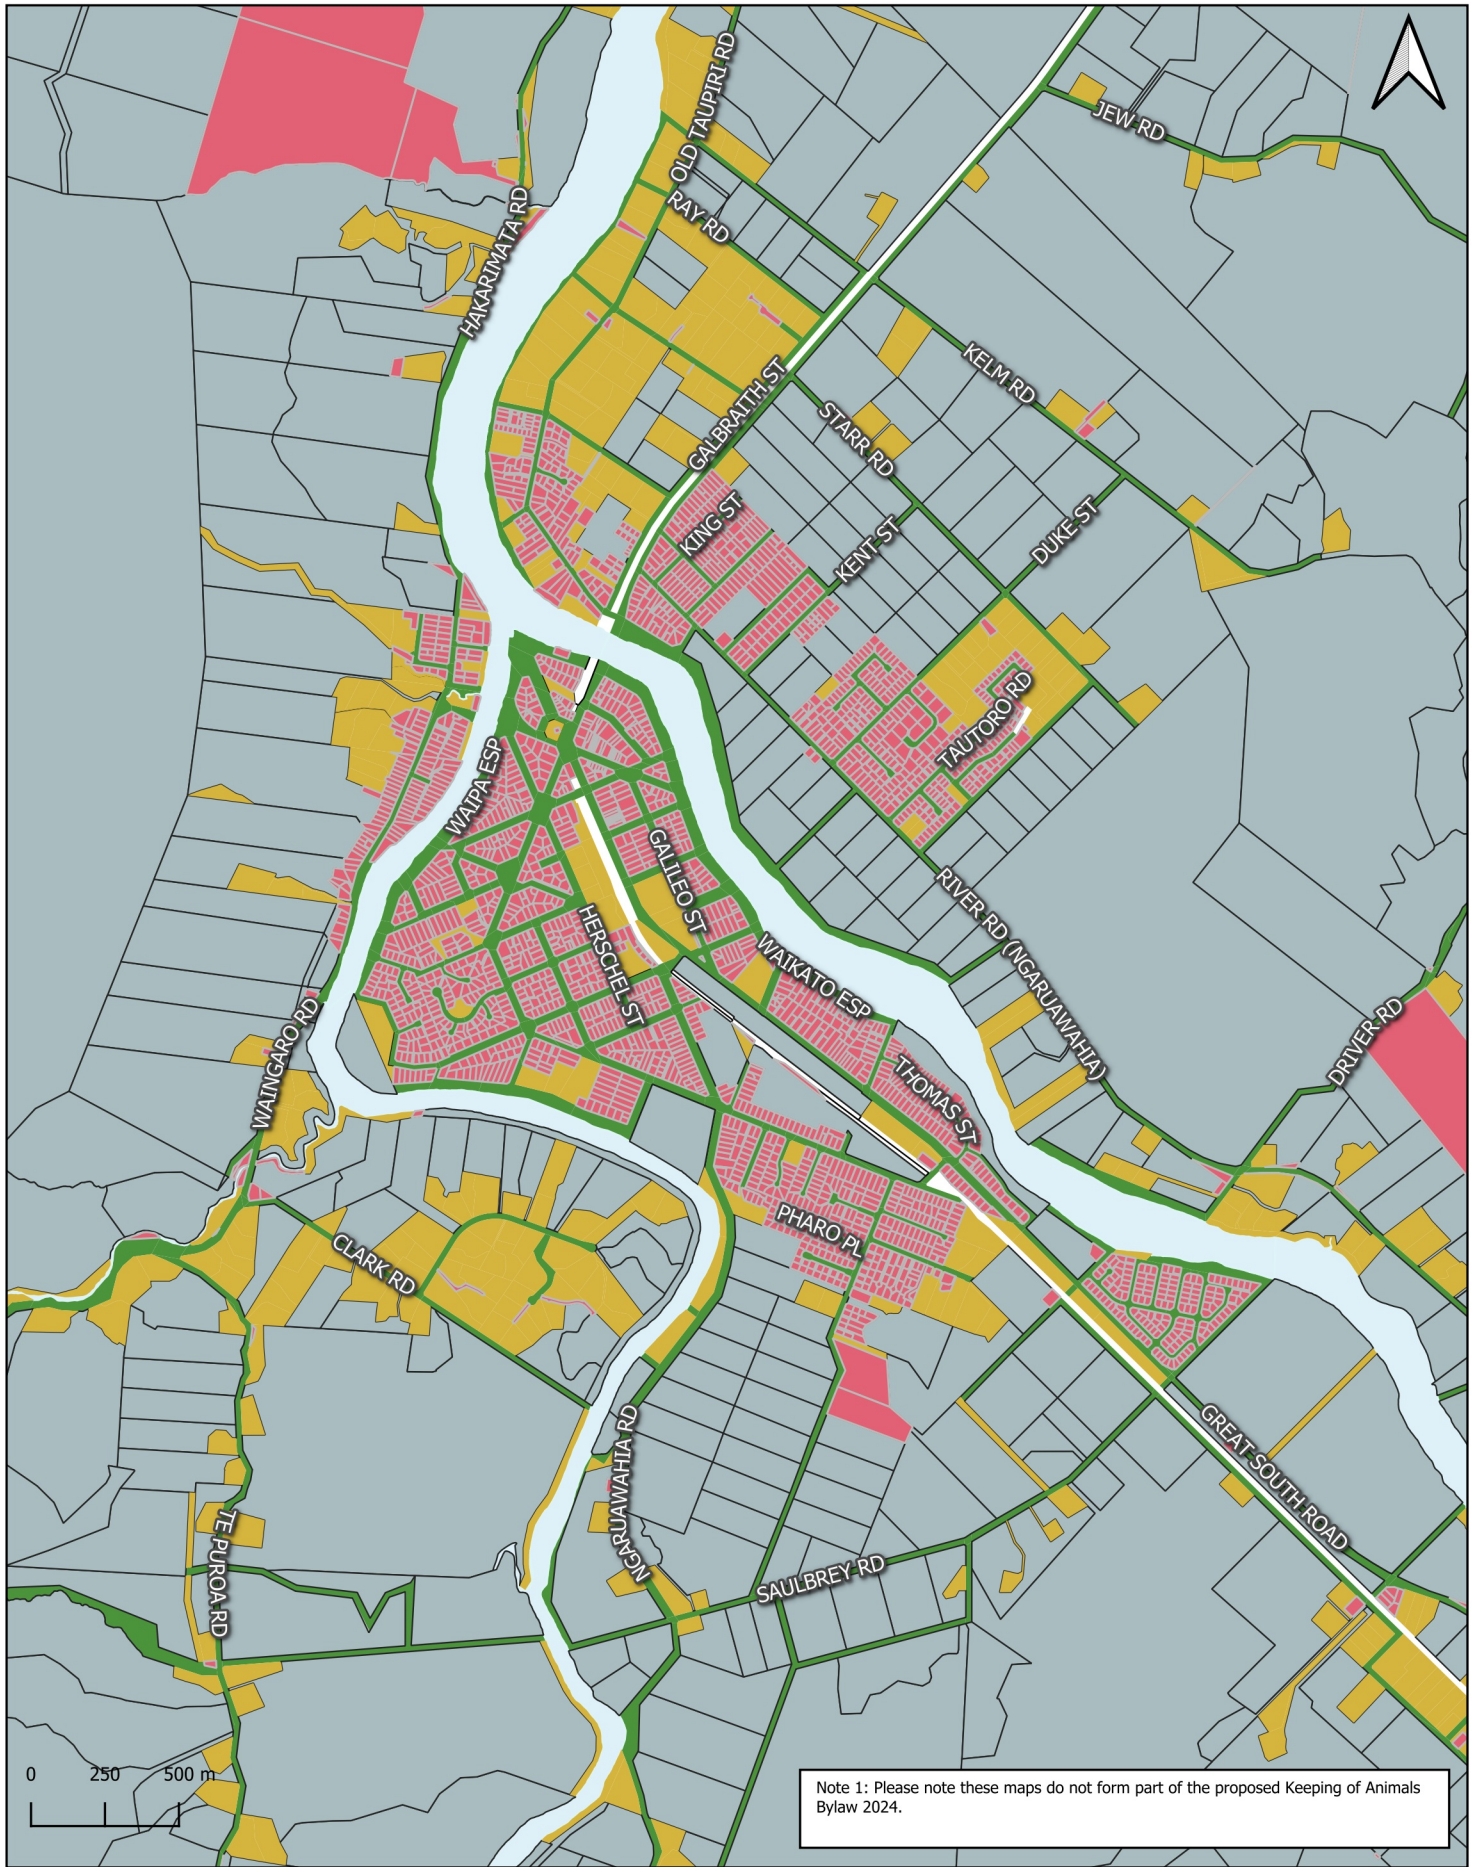 OLD TAUPIRI RD
JEW RD
RAY RD
HAKARIMATA RD
KELM RD
GALBRAITH ST
STARR RD
KING ST
KENT ST
DUKE ST
TAUTORO RD
WAIPA ESP
GALILEO ST
HERSCHEL ST
WAIKATO ESP
RIVER RD (NGARUAWAHIA)
DRIVER RD
WAINGARO RD
THOMAS ST
PHARO PL
CLARK RD
GREAT SOUTH ROAD
NGARUAWAHIA RD
TE PUROA RD
SAULBREY RD
0 250 500 m
Note 1: Please note these maps do not form part of the proposed Keeping of Animals
Bylaw 2024.